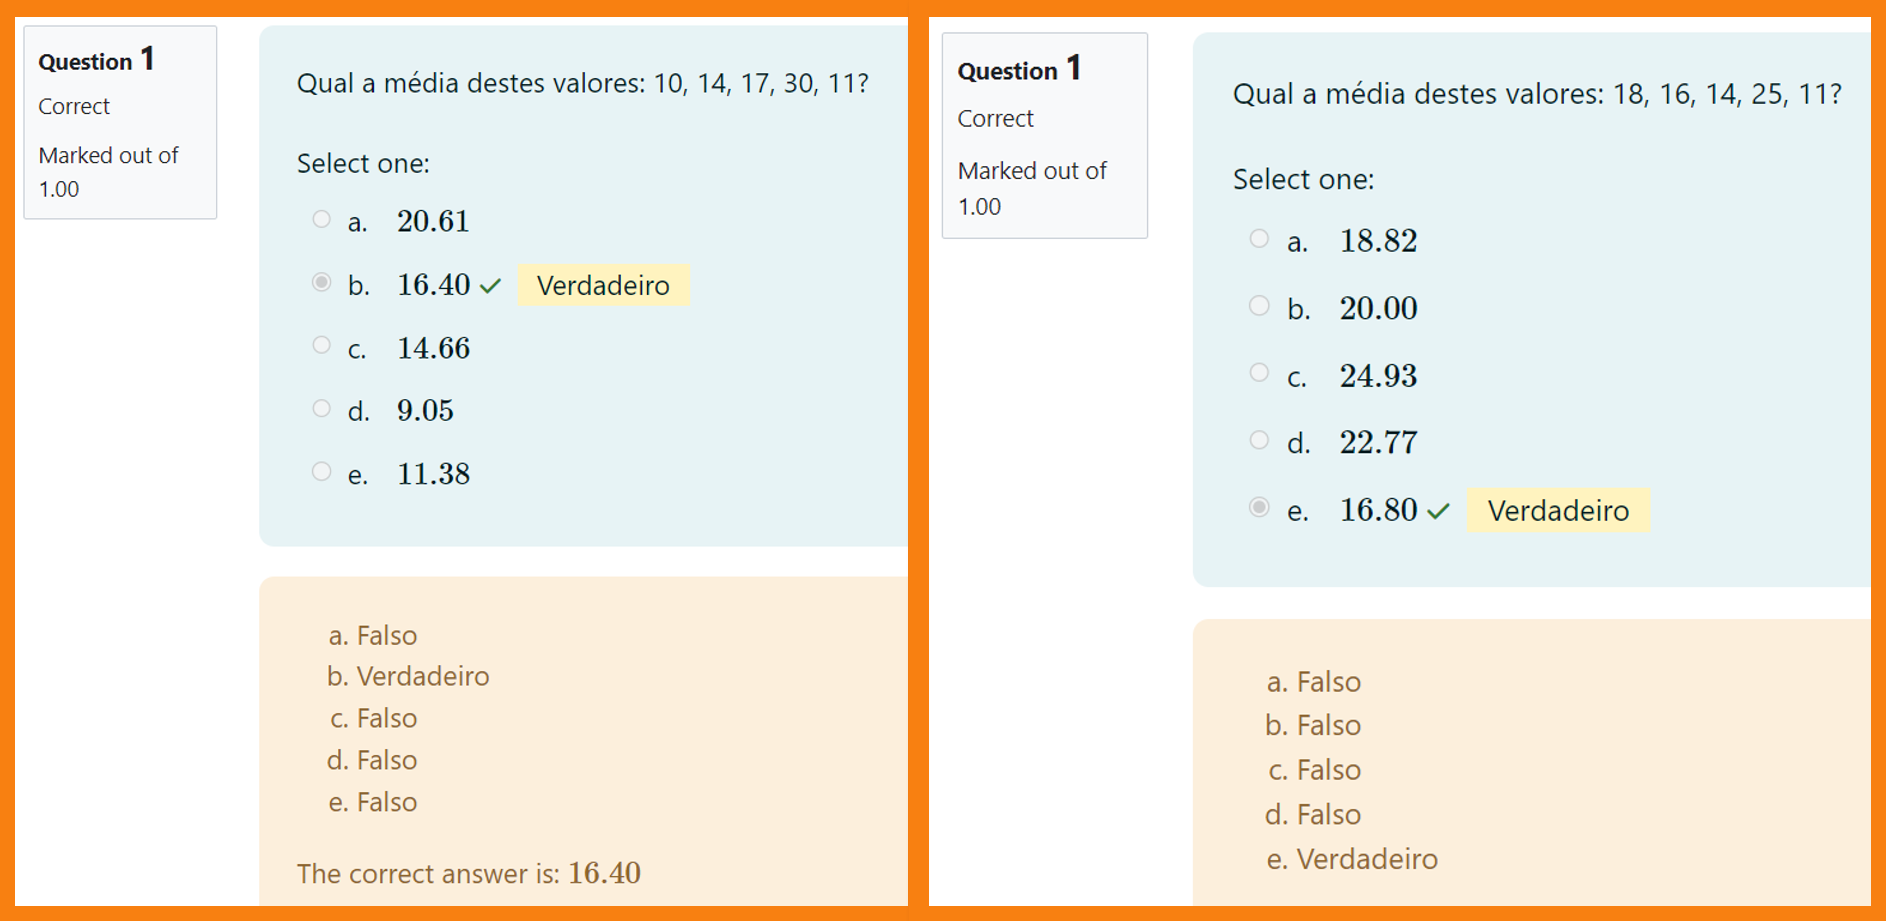 Question 1
Correct
Marked out of
1.00
Qual a média destes valores: 10, 14, 17, 30, 11?
Select one:
a. 20.61
b. 16.40 Verdadeiro
c. 14.66
d. 9.05
e. 11.38
a. Falso
b. Verdadeiro
c. Falso
d. Falso
e. Falso
The correct answer is: 16.40
Question 1
Correct
Marked out of
1.00
Qual a média destes valores: 18, 16, 14, 25, 11?
Select one:
a. 18.82
b. 20.00
c. 24.93
d. 22.77
e. 16.80 Verdadeiro
a. Falso
b. Falso
c. Falso
d. Falso
e. Verdadeiro